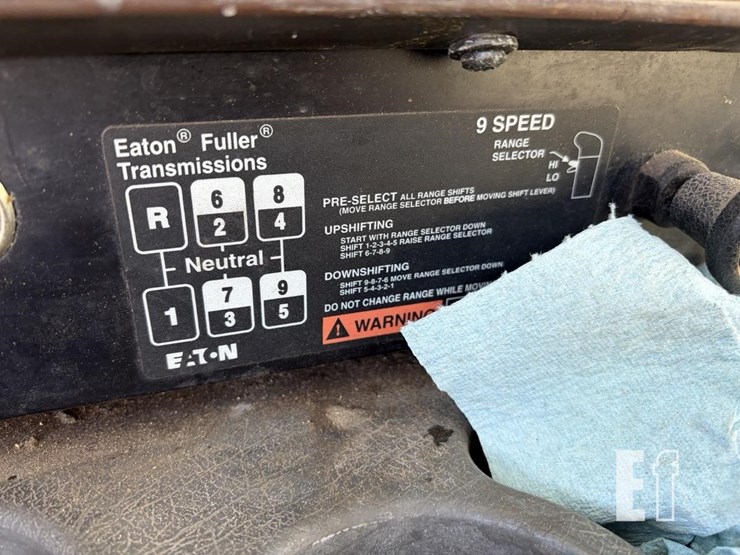 Eaton® Fuller®
Transmissions
R 6 8
2 4
Neutral
7 9
1 3 5
EATON
9 SPEED
RANGE
SELECTOR
HI
LO
PRE-SELECT ALL RANGE SHIFTS
(MOVE RANGE SELECTOR BEFORE MOVING SHIFT LEVER)
UPSHIFTING
START WITH RANGE SELECTOR DOWN
SHIFT 1-2-3-4-5 RAISE RANGE SELECTOR
SHIFT 6-7-8-9
DOWNSHIFTING
SHIFT 9-8-7-6 MOVE RANGE SELECTOR DOWN
SHIFT 5-4-3-2-1
DO NOT CHANGE RANGE WHILE MOVIN
WARNING
Ef